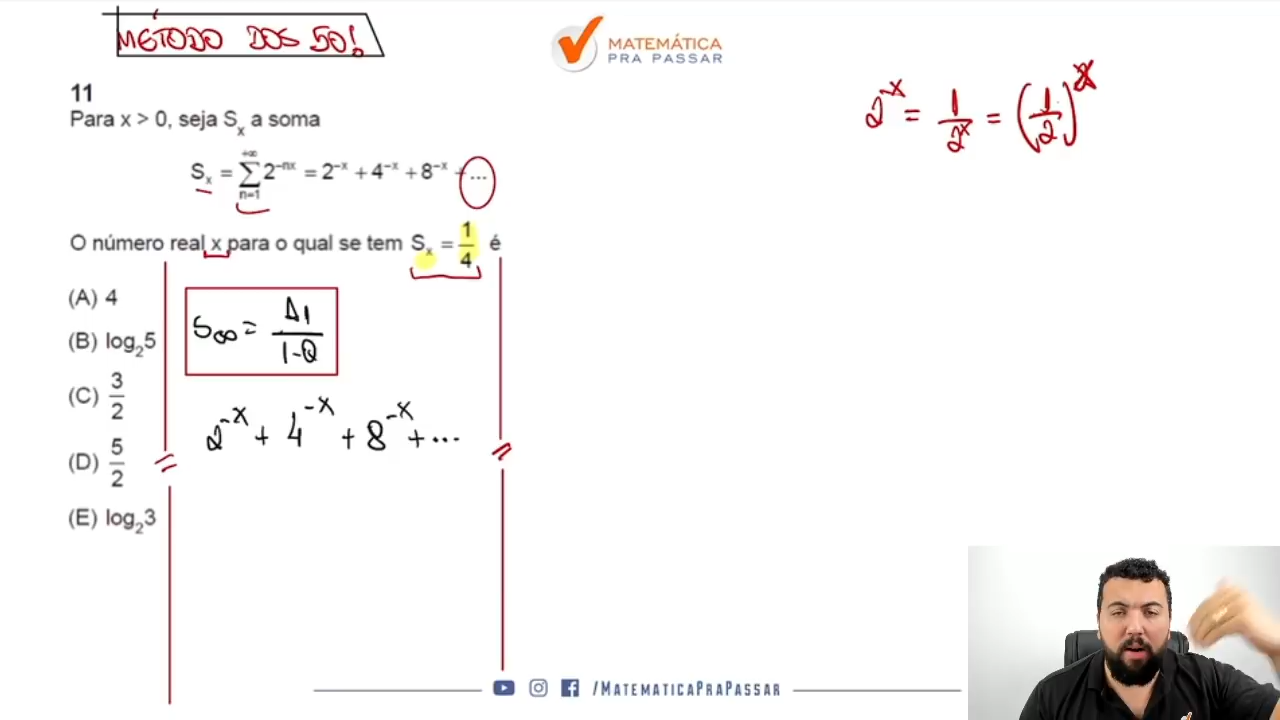 MÉTODO DOS 50!
MATEMÁTICA
PRA PASSAR
11
Para x > 0, seja Sₓ a soma
Sₓ = +∞ ∑ n=1 2⁻ⁿˣ = 2⁻ˣ + 4⁻ˣ + 8⁻ˣ + ...
2⁻ˣ = 1/2ˣ = (1/2)ˣ
O número real x para o qual se tem Sₓ = 1/4 é
(A) 4
(B) log₂5
(C) 3/2
(D) 5/2
(E) log₂3
S∞ = A1/1-Q
2⁻ˣ + 4⁻ˣ + 8⁻ˣ + ...
/MATEMATICAPRAPASSAR